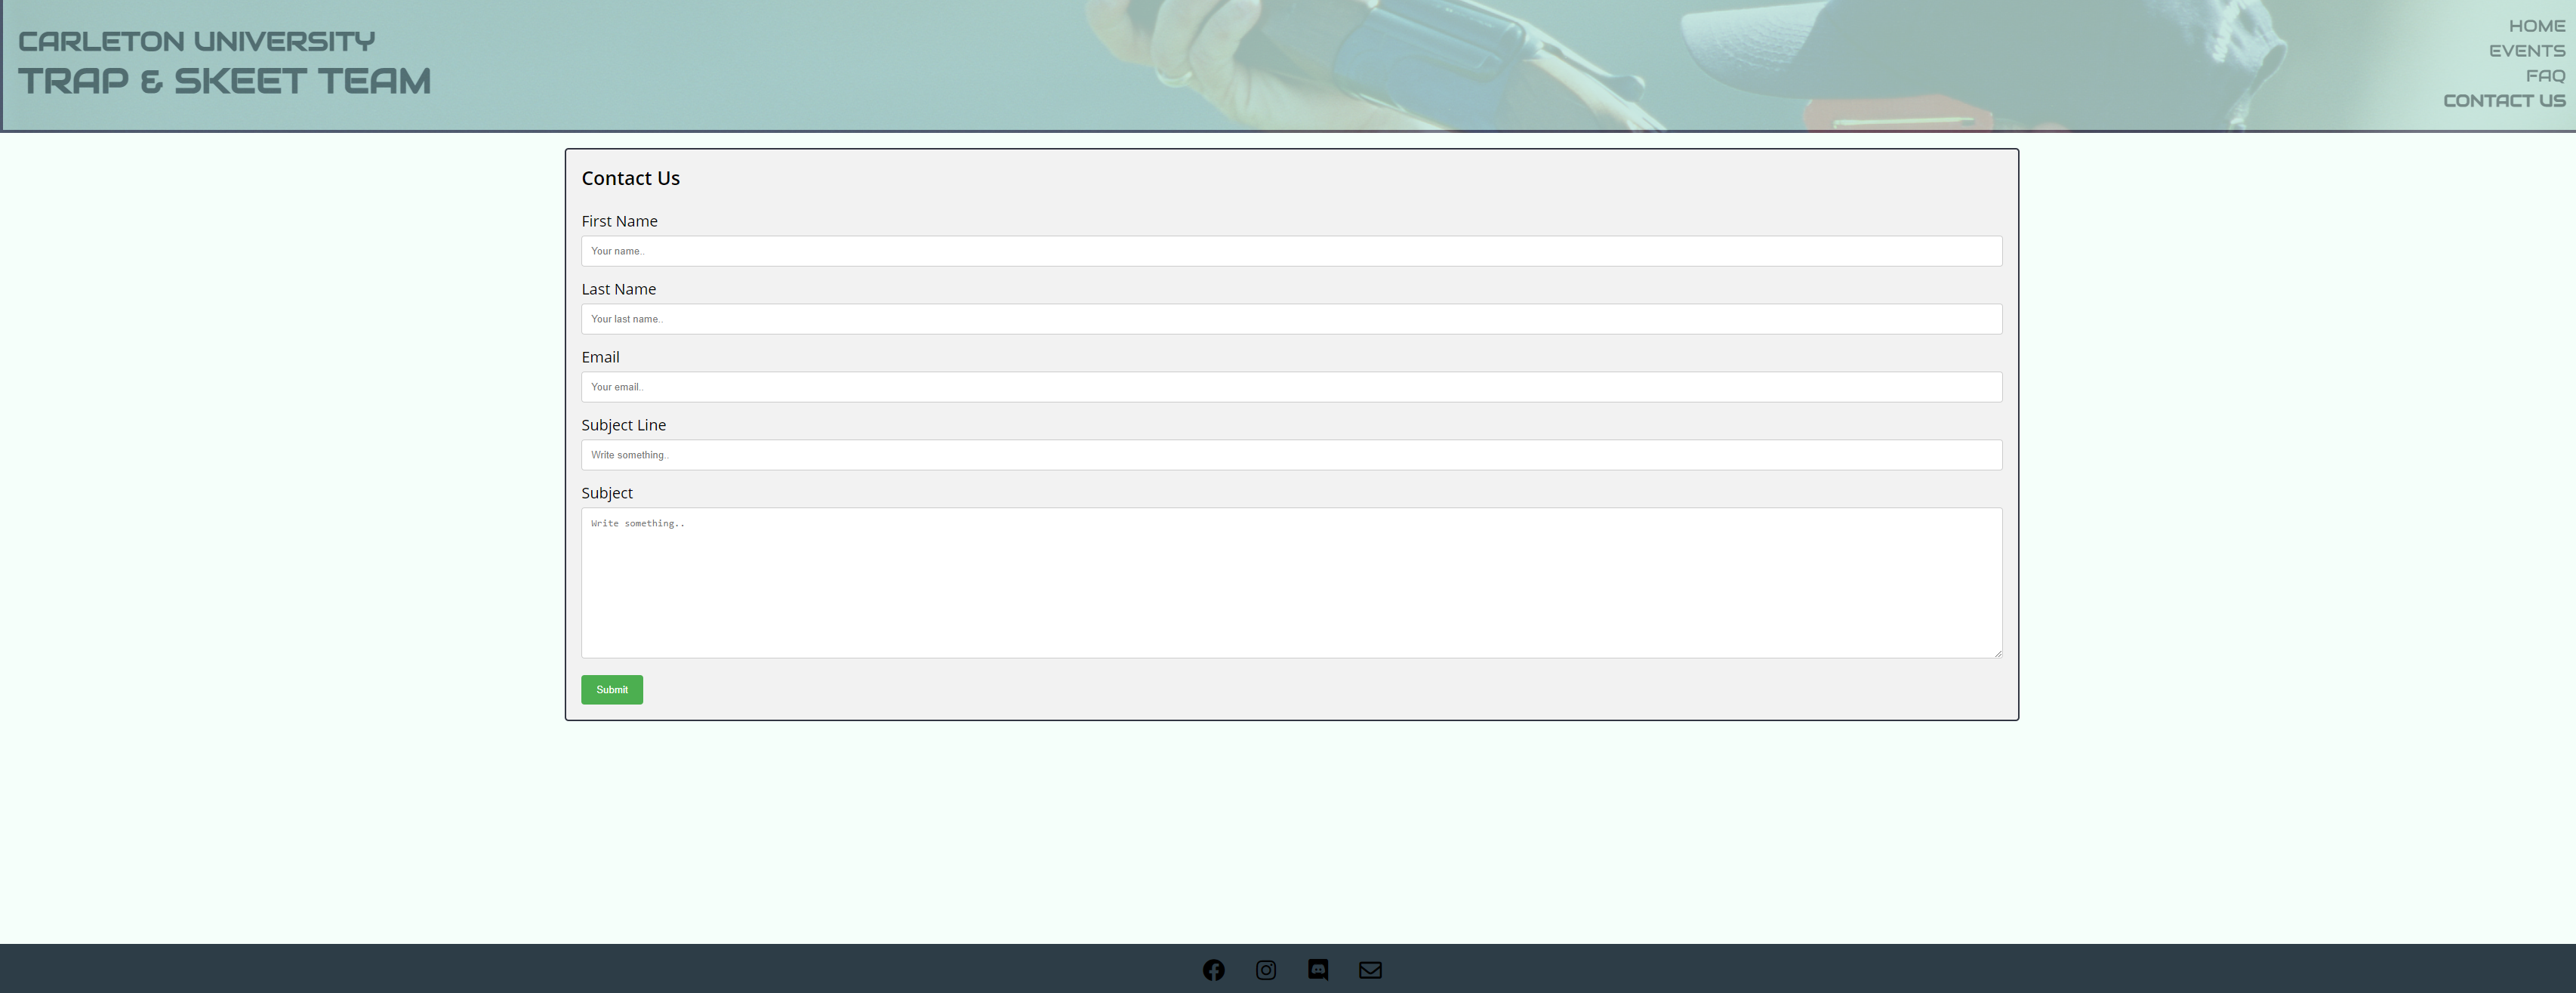 CARLETON UNIVERSITY
TRAP & SKEET TEAM
HOME
EVENTS
FAQ
CONTACT US
Contact Us
First Name
Your name..
Last Name
Your last name..
Email
Your email..
Subject Line
Write something..
Subject
Write something..
Submit